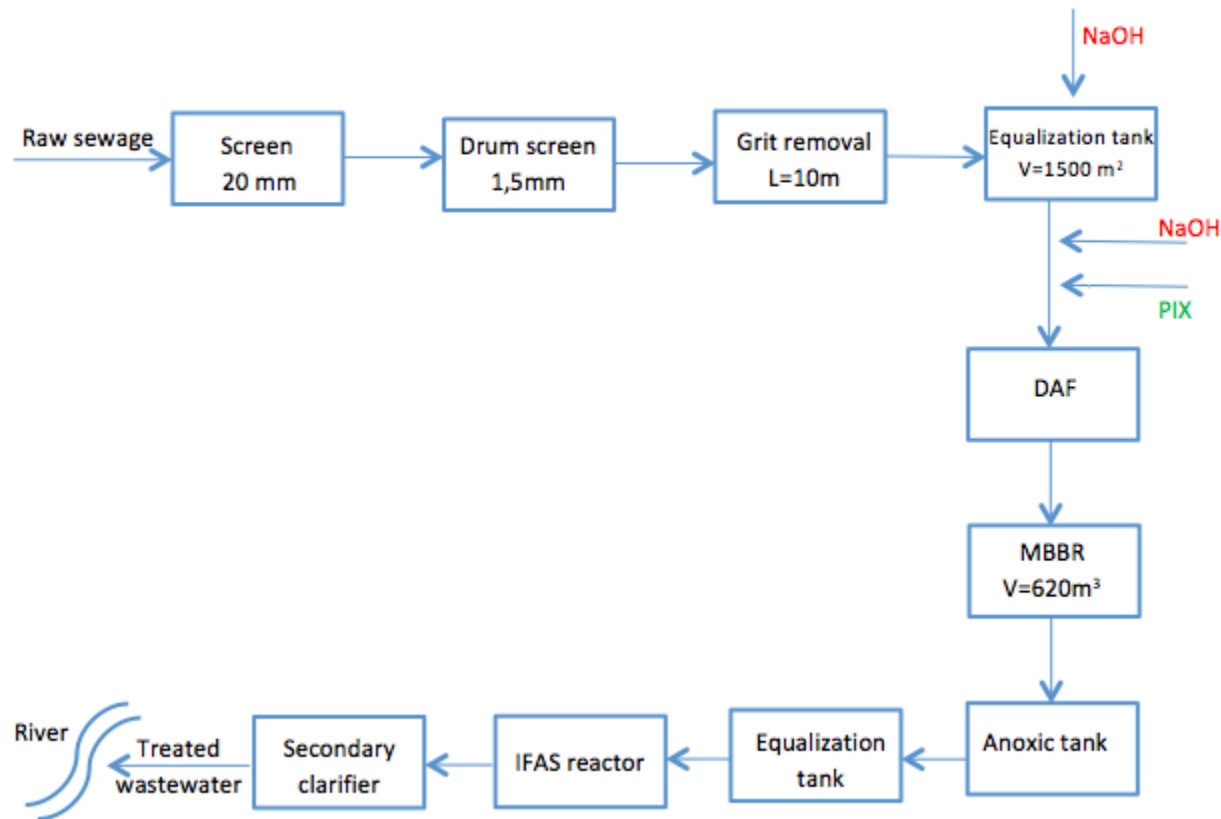 NaOH
Raw sewage
Screen
20 mm
Drum screen
1,5mm
Grit removal
L=10m
Equalization tank
V=1500 m²
NaOH
PIX
DAF
MBBR
V=620m³
Anoxic tank
Equalization
tank
IFAS reactor
Secondary
clarifier
Treated
wastewater
River